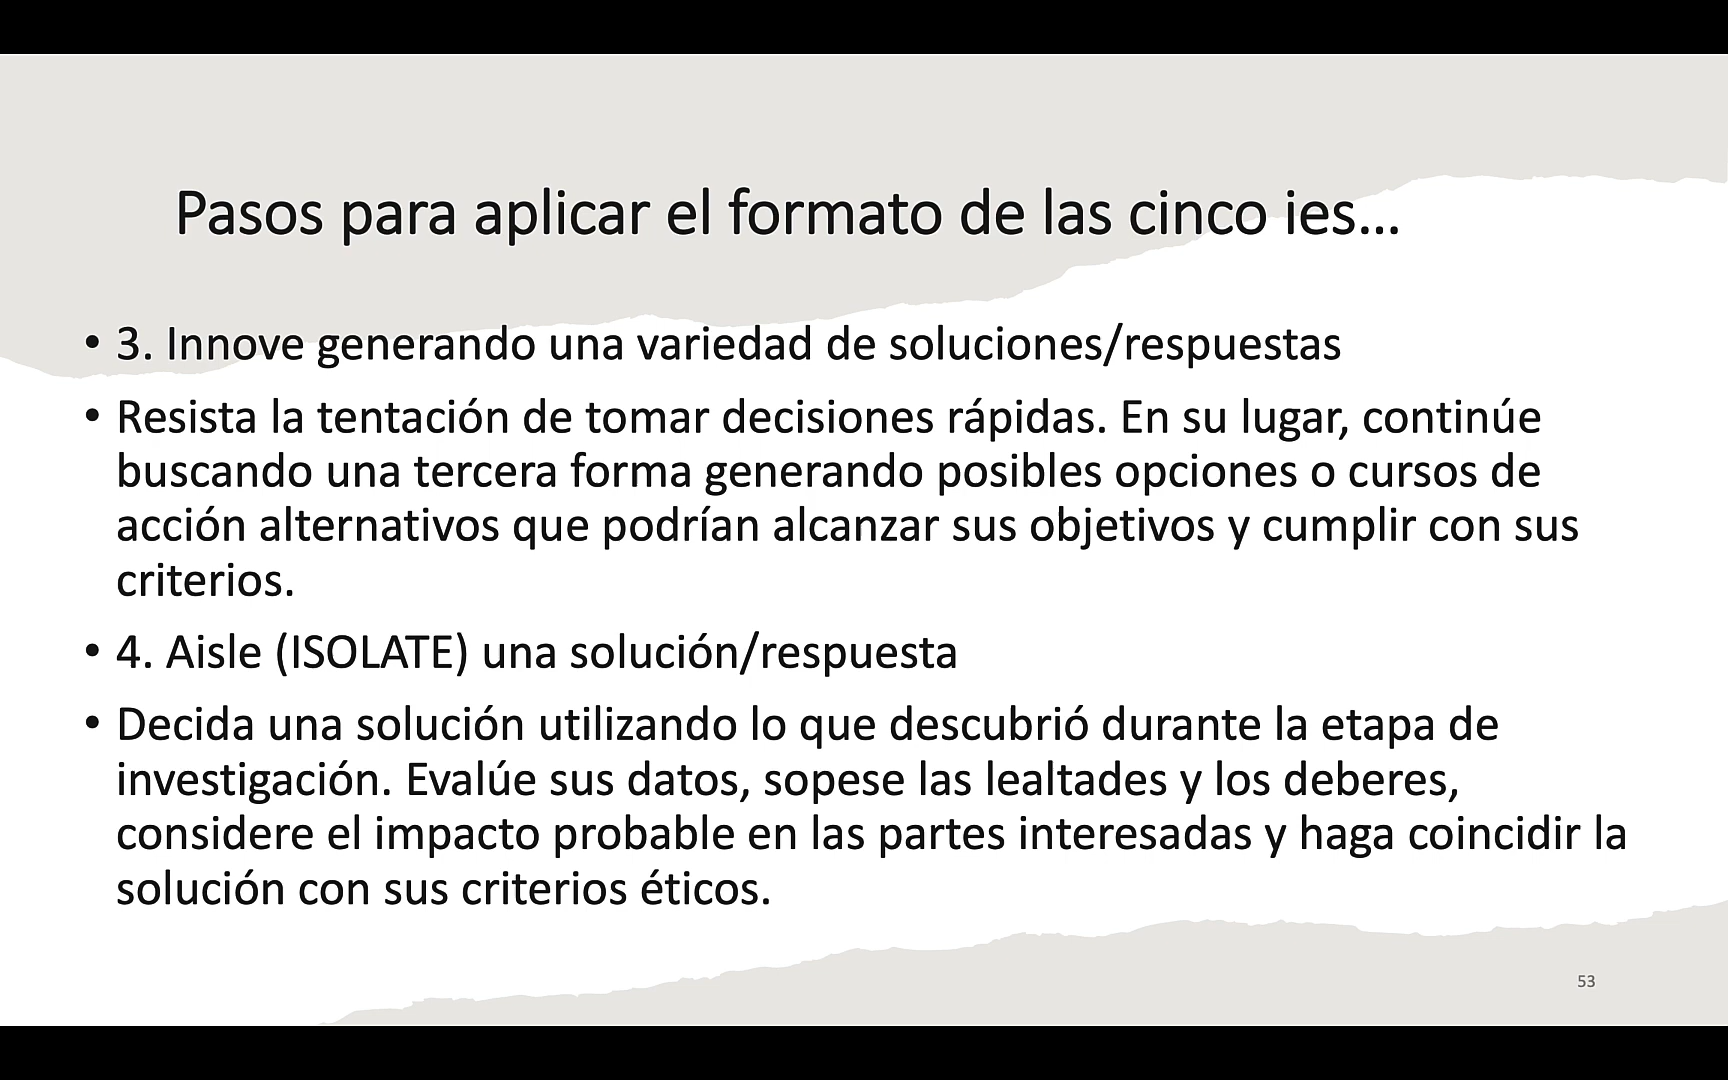 Pasos para aplicar el formato de las cinco ies…
• 3. Innove generando una variedad de soluciones/respuestas
• Resista la tentación de tomar decisiones rápidas. En su lugar, continúe
buscando una tercera forma generando posibles opciones o cursos de
acción alternativos que podrían alcanzar sus objetivos y cumplir con sus
criterios.
• 4. Aisle (ISOLATE) una solución/respuesta
• Decida una solución utilizando lo que descubrió durante la etapa de
investigación. Evalúe sus datos, sopese las lealtades y los deberes,
considere el impacto probable en las partes interesadas y haga coincidir la
solución con sus criterios éticos.
53